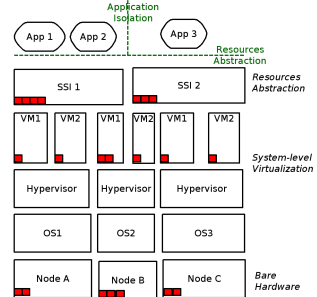 Application
Isolation
App 1
App 2
App 3
Resources
Abstraction
SSI 1
SSI 2
Resources
Abstraction
VM1
VM2
VM1
VM2
VM1
VM2
System-level
Virtualization
Hypervisor
Hypervisor
Hypervisor
OS1
OS2
OS3
Node A
Node B
Node C
Bare
Hardware